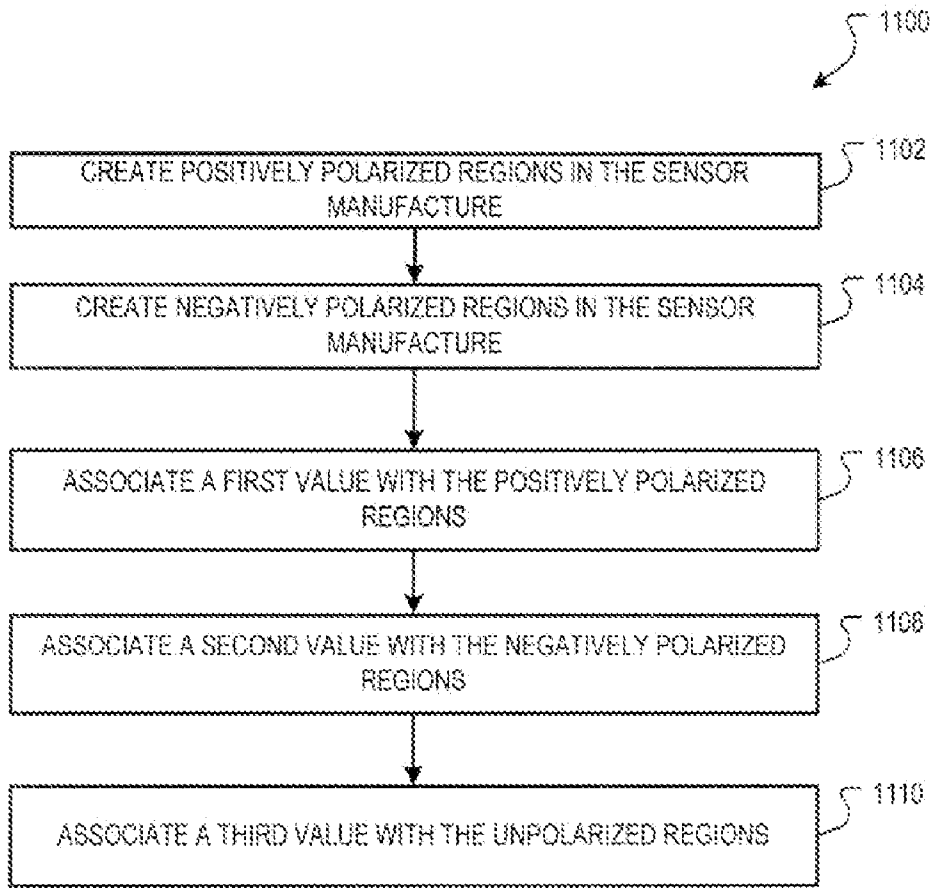 1100
CREATE POSITIVELY POLARIZED REGIONS IN THE SENSOR
MANUFACTURE
1102
CREATE NEGATIVELY POLARIZED REGIONS IN THE SENSOR
MANUFACTURE
1104
ASSOCIATE A FIRST VALUE WITH THE POSITIVELY POLARIZED
REGIONS
1106
ASSOCIATE A SECOND VALUE WITH THE NEGATIVELY POLARIZED
REGIONS
1108
ASSOCIATE A THIRD VALUE WITH THE UNPOLARIZED REGIONS
1110